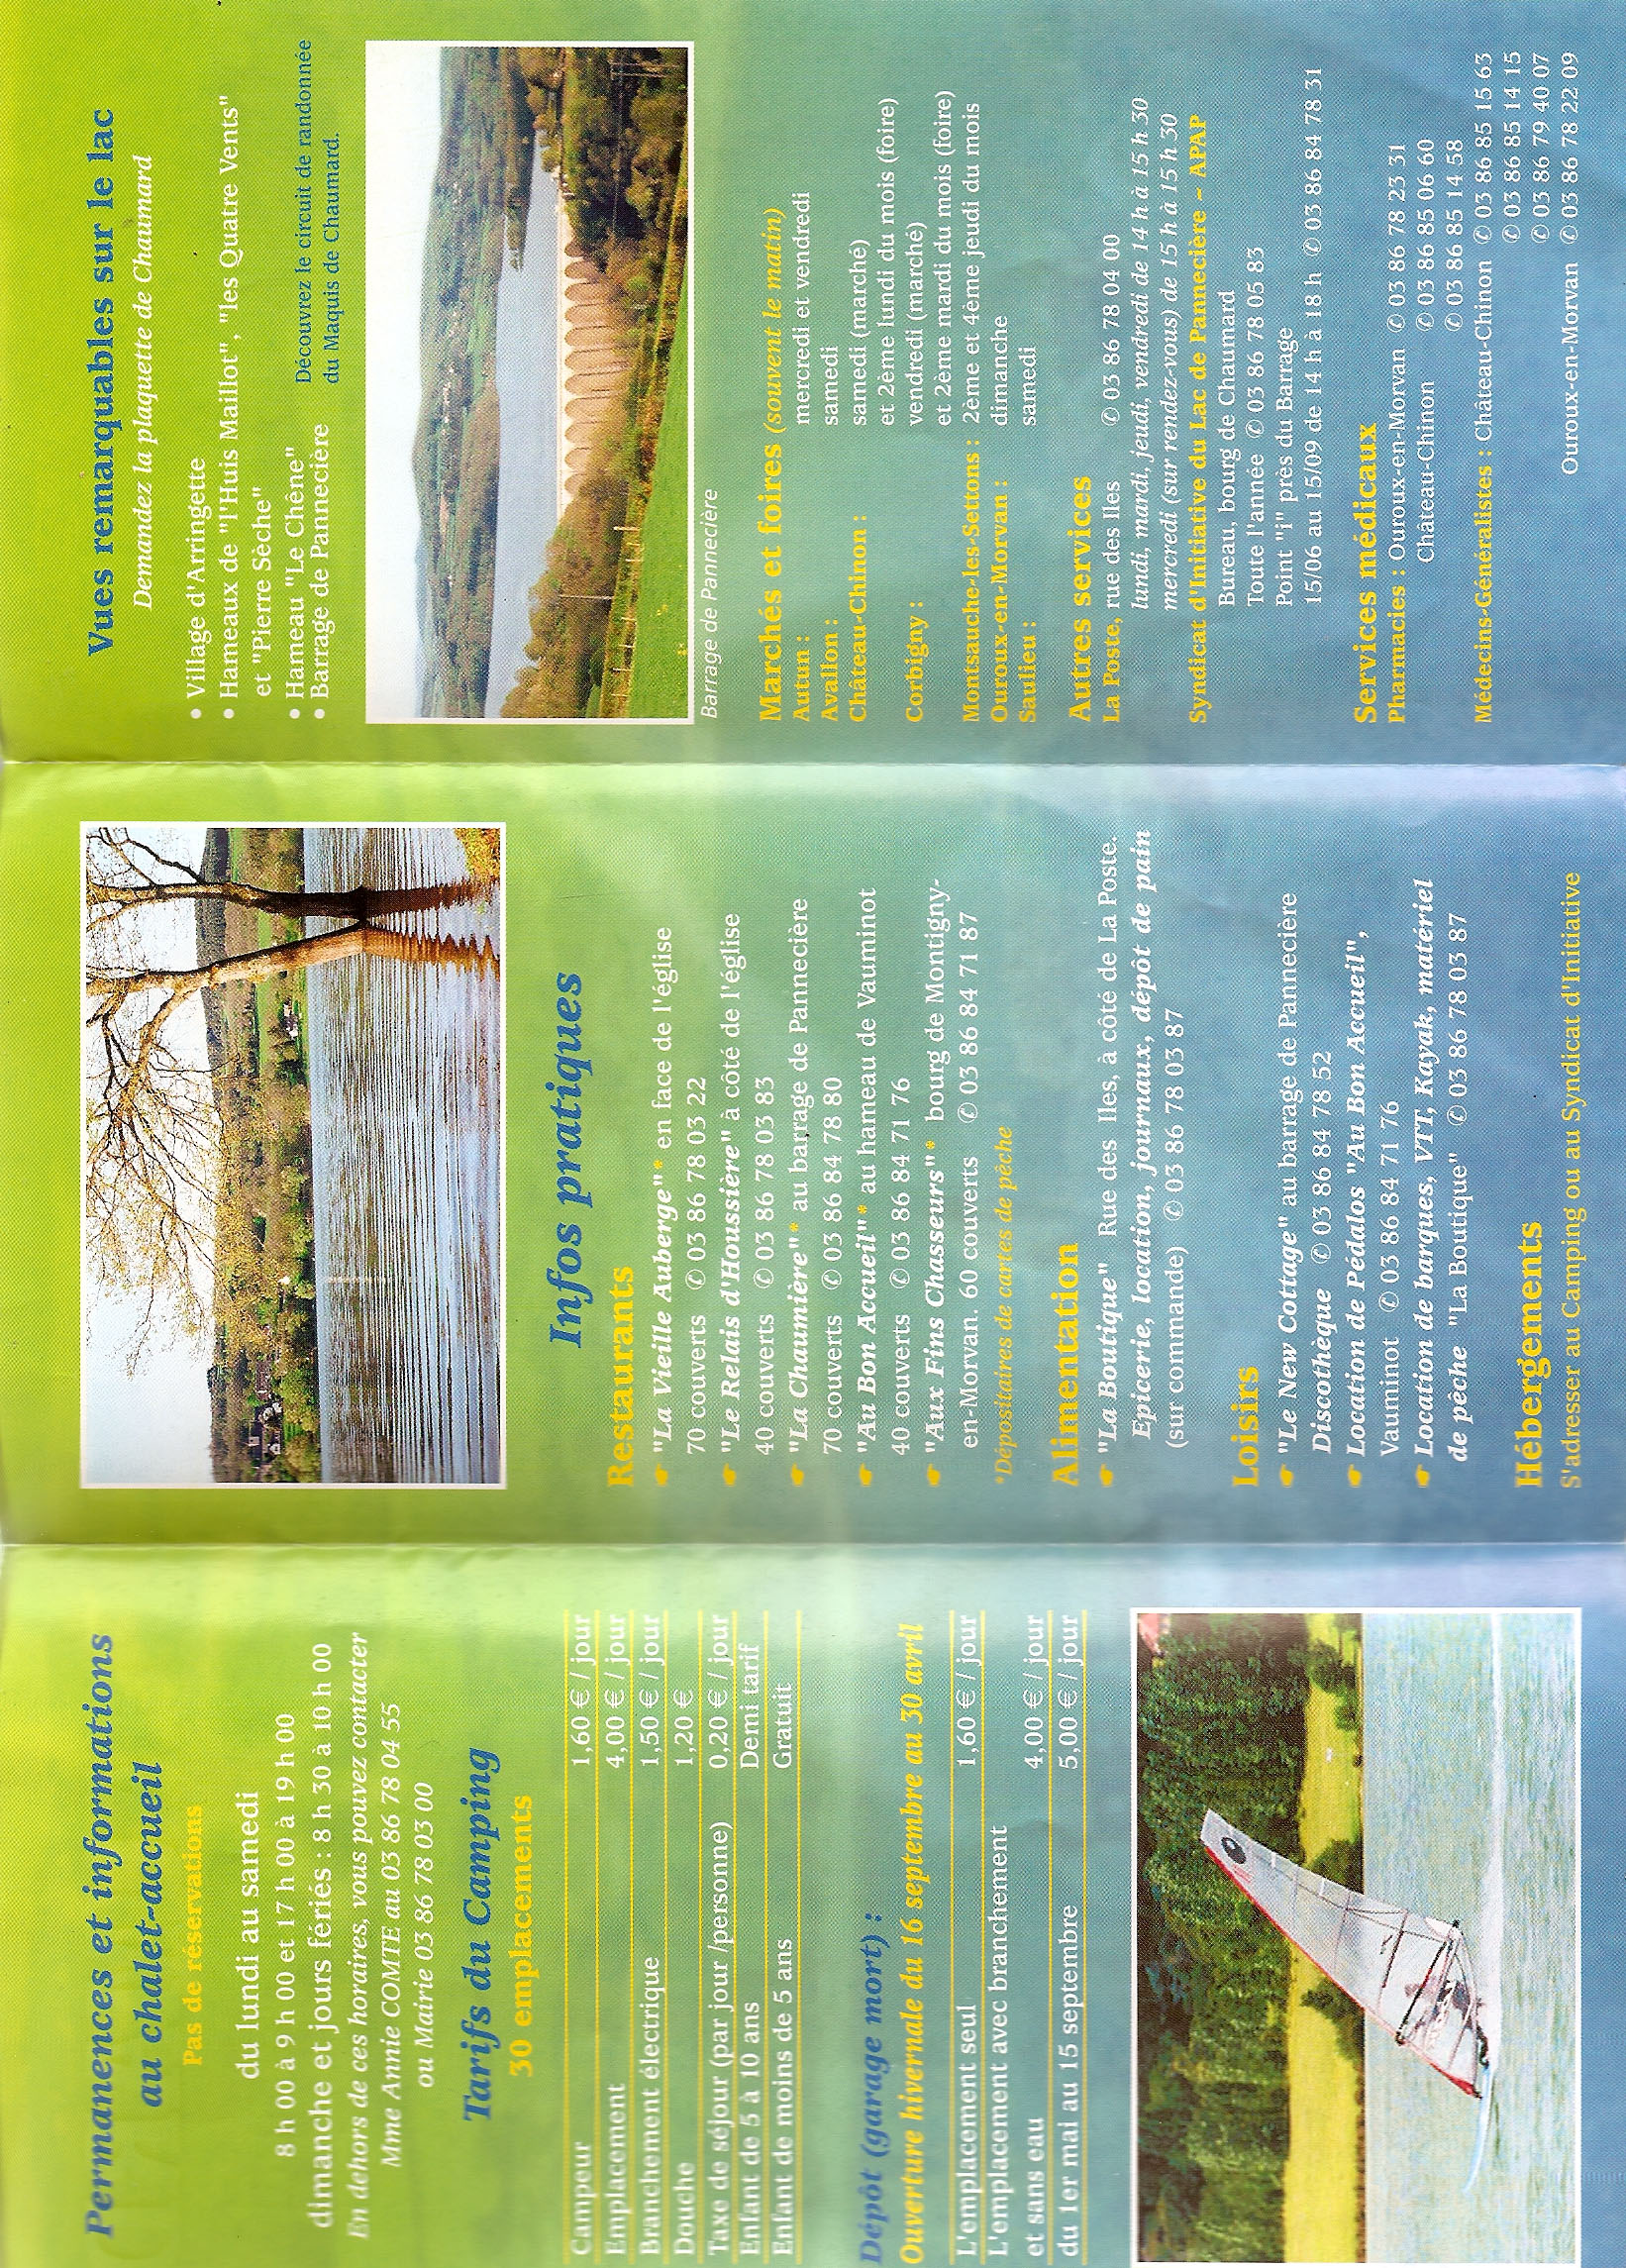 Permanences et informations
au chalet-accueil
Pas de réservations
du lundi au samedi
8 h 00 à 9 h 00 et 17 h 00 à 19 h 00
dimanche et jours fériés : 8 h 30 à 10 h 00
En dehors de ces horaires, vous pouvez contacter
Mme Annie COMTE au 03 86 78 04 55
ou Mairie 03 86 78 03 00
Tarifs du Camping
30 emplacements
Campeur 1,60 € / jour
Emplacement 4,00 € / jour
Branchement électrique 1,50 € / jour
Douche 1,20 €
Taxe de séjour (par jour /personne) 0,20 € / jour
Enfant de 5 à 10 ans Demi tarif
Enfant de moins de 5 ans Gratuit
Dépôt (garage mort) :
Ouverture hivernale du 16 septembre au 30 avril
L'emplacement seul 1,60 € / jour
L'emplacement avec branchement
et sans eau 4,00 € / jour
du 1er mai au 15 septembre 5,00 € / jour
Infos pratiques
Restaurants
☛ "La Vieille Auberge"* en face de l'église
70 couverts ✆ 03 86 78 03 22
☛ "Le Relais d'Houssière" à côté de l'église
40 couverts ✆ 03 86 78 03 83
☛ "La Chaumière"* au barrage de Pannecière
70 couverts ✆ 03 86 84 78 80
☛ "Au Bon Accueil"* au hameau de Vauminot
40 couverts ✆ 03 86 84 71 76
☛ "Aux Fins Chasseurs"* bourg de Montigny-
en-Morvan. 60 couverts ✆ 03 86 84 71 87
*Dépositaires de cartes de pêche
Alimentation
☛ "La Boutique" Rue des Iles, à côté de La Poste.
Epicerie, location, journaux, dépôt de pain
(sur commande) ✆ 03 86 78 03 87
Loisirs
☛ "Le New Cottage" au barrage de Pannecière
Discothèque ✆ 03 86 84 78 52
☛ Location de Pédalos "Au Bon Accueil",
Vauminot ✆ 03 86 84 71 76
☛ Location de barques, VTT, Kayak, matériel
de pêche "La Boutique" ✆ 03 86 78 03 87
Hébergements
S'adresser au Camping ou au Syndicat d'Initiative
Vues remarquables sur le lac
Demandez la plaquette de Chaumard
• Village d'Arringette
• Hameaux de "l'Huis Maillot", "les Quatre Vents"
et "Pierre Sèche"
• Hameau "Le Chêne"
• Barrage de Pannecière
Découvrez le circuit de randonnée
du Maquis de Chaumard.
Barrage de Pannecière
Marchés et foires (souvent le matin)
Autun : mercredi et vendredi
Avallon : samedi
Château-Chinon : samedi (marché)
et 2ème lundi du mois (foire)
Corbigny : vendredi (marché)
et 2ème mardi du mois (foire)
Montsauche-les-Settons : 2ème et 4ème jeudi du mois
Ouroux-en-Morvan : dimanche
Saulieu : samedi
Autres services
La Poste, rue des Iles ✆ 03 86 78 04 00
lundi, mardi, jeudi, vendredi de 14 h à 15 h 30
mercredi (sur rendez-vous) de 15 h à 15 h 30
Syndicat d'Initiative du Lac de Pannecière - APAP
Bureau, bourg de Chaumard
Toute l'année ✆ 03 86 78 05 83
Point "i" près du Barrage
15/06 au 15/09 de 14 h à 18 h ✆ 03 86 84 78 31
Services médicaux
Pharmacies : Ouroux-en-Morvan ✆ 03 86 78 23 31
Château-Chinon ✆ 03 86 85 06 60
✆ 03 86 85 14 58
Médecins-Généralistes : Château-Chinon ✆ 03 86 85 15 63
✆ 03 86 85 14 15
✆ 03 86 79 40 07
Ouroux-en-Morvan ✆ 03 86 78 22 09